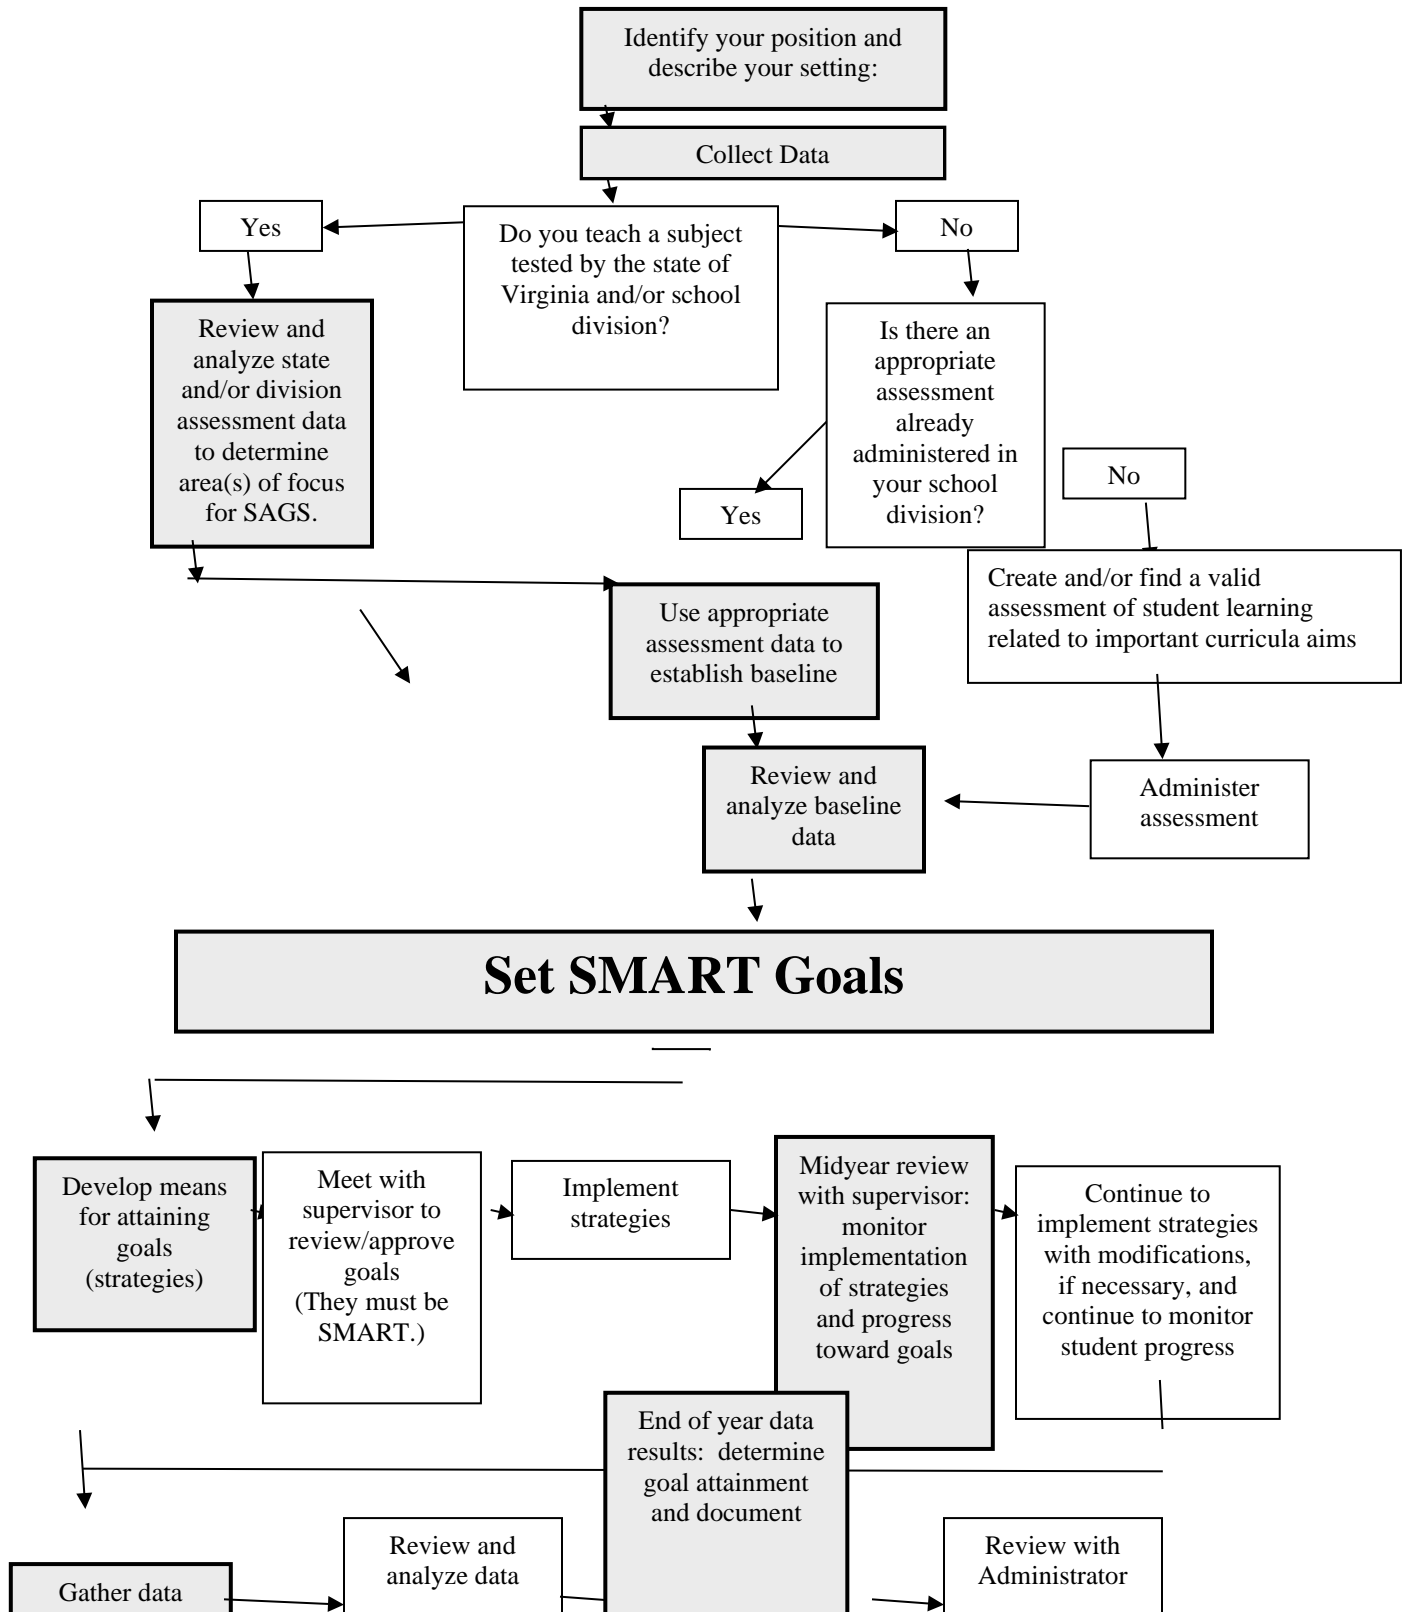 Identify your position and
describe your setting:
Collect Data
Yes
Do you teach a subject
tested by the state of
Virginia and/or school
division?
No
Review and
analyze state
and/or division
assessment data
to determine
area(s) of focus
for SAGS.
Is there an
appropriate
assessment
already
administered in
your school
division?
Yes
No
Create and/or find a valid
assessment of student learning
related to important curricula aims
Use appropriate
assessment data to
establish baseline
Review and
analyze baseline
data
Administer
assessment
Set SMART Goals
Develop means
for attaining
goals
(strategies)
Meet with
supervisor to
review/approve
goals
(They must be
SMART.)
Implement
strategies
Midyear review
with supervisor:
monitor
implementation
of strategies
and progress
toward goals
Continue to
implement strategies
with modifications,
if necessary, and
continue to monitor
student progress
End of year data
results:  determine
goal attainment
and document
Gather data
Review and
analyze data
Review with
Administrator